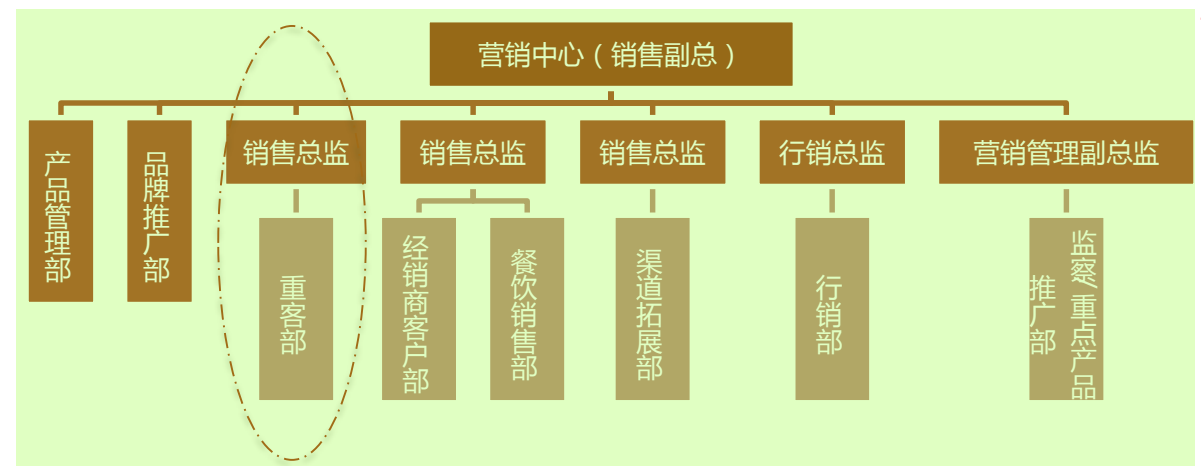 营销中心（销售副总）
产品管理部
品牌推广部
销售总监
销售总监
销售总监
行销总监
营销管理副总监
重客部
经销商客户部
餐饮销售部
渠道拓展部
行销部
监察/重点产品
推广部